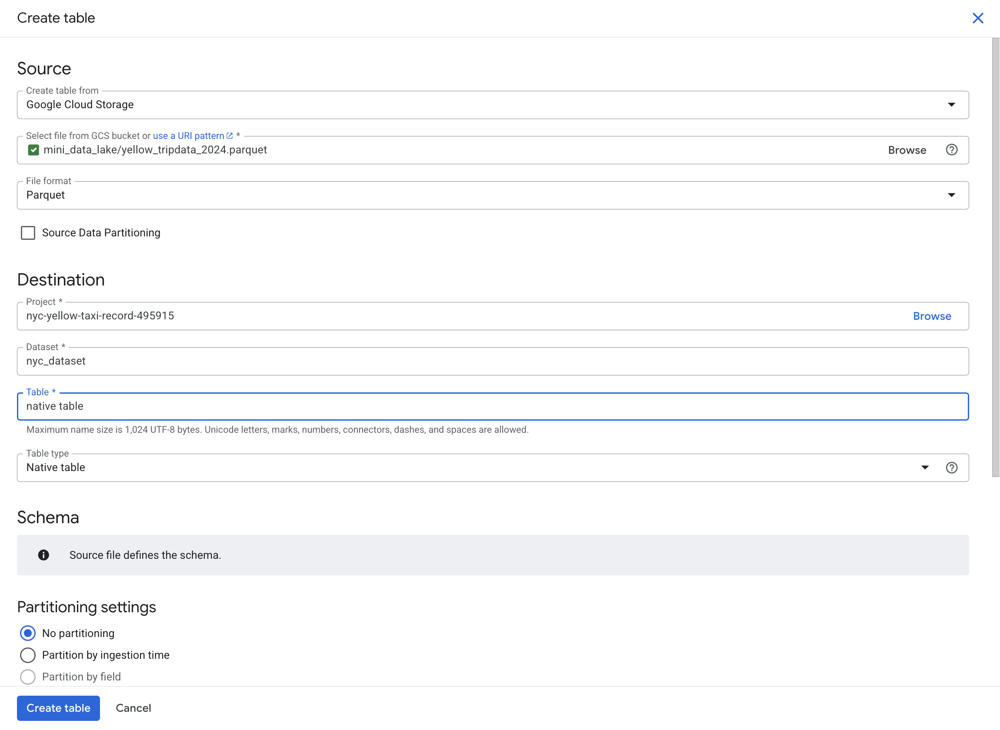 Create table
Source
Create table from
Google Cloud Storage
Select file from GCS bucket or use a URI pattern *
mini_data_lake/yellow_tripdata_2024.parquet
Browse
File format
Parquet
Source Data Partitioning
Destination
Project *
nyc-yellow-taxi-record-495915
Browse
Dataset *
nyc_dataset
Table *
native table
Maximum name size is 1,024 UTF-8 bytes. Unicode letters, marks, numbers, connectors, dashes, and spaces are allowed.
Table type
Native table
Schema
Source file defines the schema.
Partitioning settings
No partitioning
Partition by ingestion time
Partition by field
Create table
Cancel